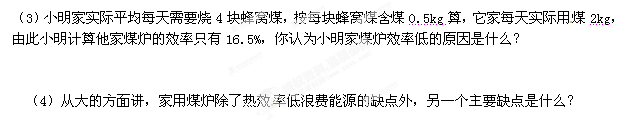 （3）小明家实际平均每天需要烧 4 块蜂窝煤，按每块蜂窝煤含煤 0.5kg 算，它家每天实际用煤 2kg，
由此小明计算他家煤炉的效率只有 16.5%，你认为小明家煤炉效率低的原因是什么？
（4）从大的方面讲，家用煤炉除了热效率低浪费能源的缺点外，另一个主要缺点是什么？